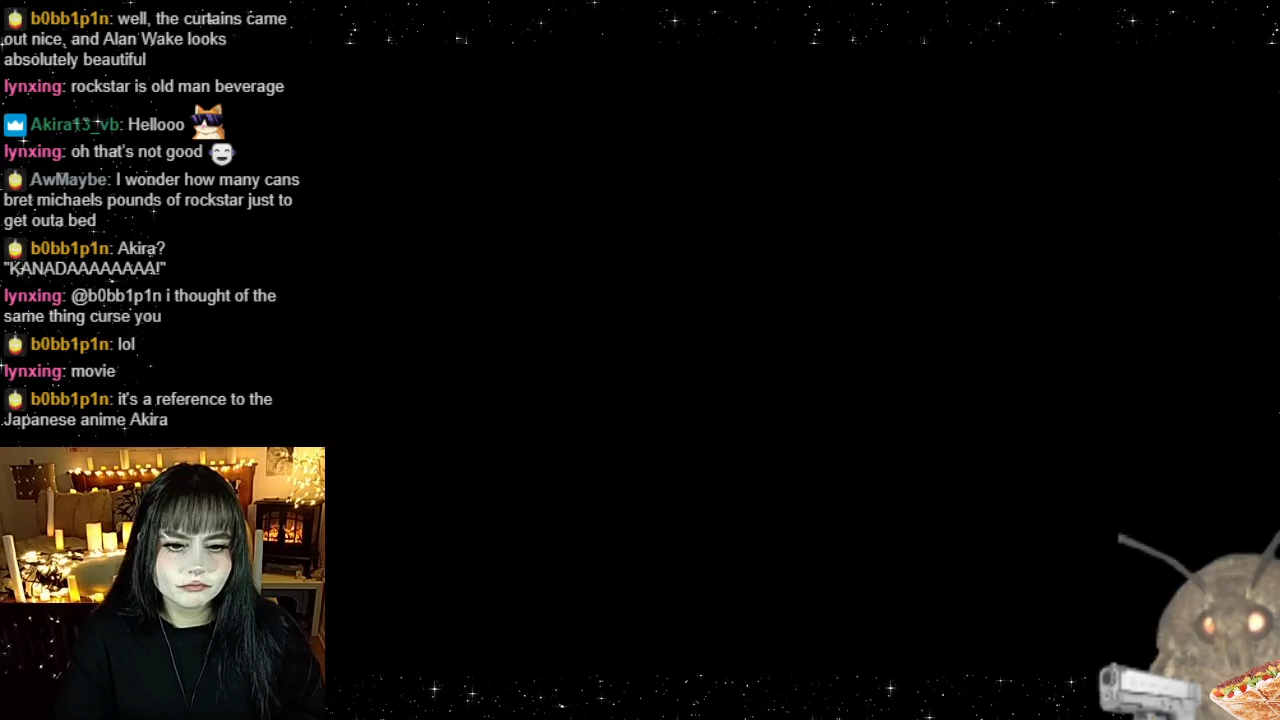 b0bb1p1n: well, the curtains came
out nice, and Alan Wake looks
absolutely beautiful
lynxing: rockstar is old man beverage
Akira13_vb: Hellooo
lynxing: oh that's not good
AwMaybe: I wonder how many cans
bret michaels pounds of rockstar just to
get outa bed
b0bb1p1n: Akira?
"KANADAAAAAAAA!"
lynxing: @b0bb1p1n i thought of the
same thing curse you
b0bb1p1n: lol
lynxing: movie
b0bb1p1n: it's a reference to the
Japanese anime Akira